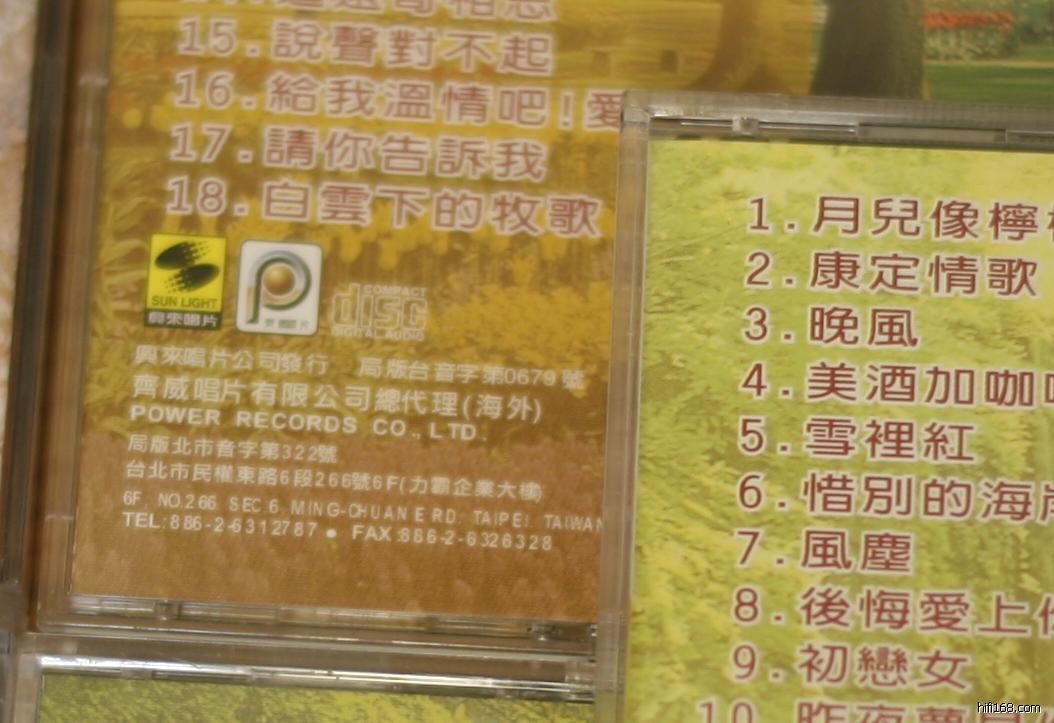 15.說聲對不起
16.給我溫情吧!愛
17.請你告訴我
18.白雲下的牧歌
SUN LIGHT
興來唱片
COMPACT
disc
DIGITAL AUDIO
興來唱片公司發行 局版台音字第0679號
齊威唱片有限公司總代理(海外)
POWER RECORDS CO., LTD.
局版北市音字第322號
台北市民權東路6段266號6F(力霸企業大樓)
6F, NO.266 SEC.6, MING-CHUAN E RD. TAIPEI, TAIWAN
TEL:886-2-6312787 ● FAX:886-2-6326328
1.月兒像檸
2.康定情歌
3.晚風
4.美酒加咖
5.雪裡紅
6.惜別的海
7.風塵
8.後悔愛上
9.初戀女
10.昨夜
hifi168.com